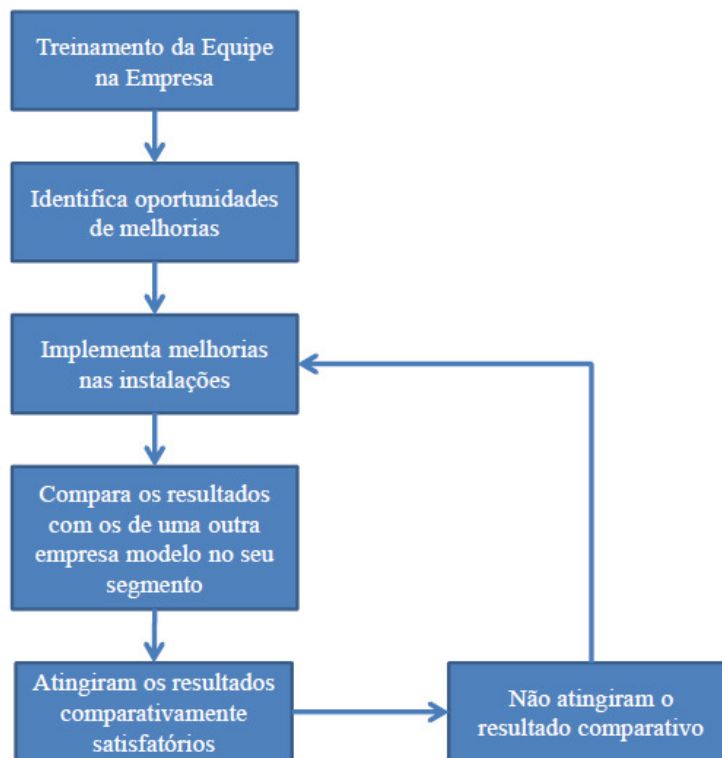 Treinamento da Equipe
na Empresa
Identifica oportunidades
de melhorias
Implementa melhorias
nas instalações
Compara os resultados
com os de uma outra
empresa modelo no seu
segmento
Atingiram os resultados
comparativamente
satisfatórios
Não atingiram o
resultado comparativo